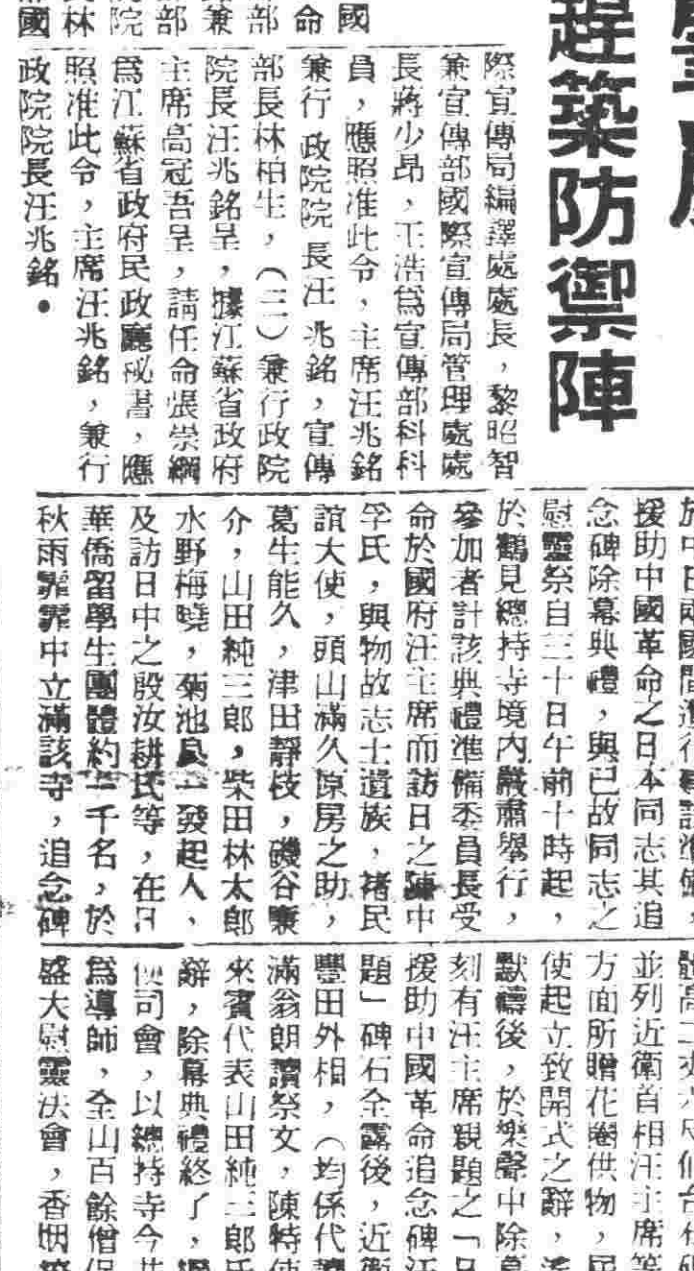 趕築防禦陣
國
命
部
兼
部
院
林
國
際宣傳局編譯處處長，黎昭智
兼宣傳部國際宣傳局管理處處
長蔣少昂，王浩爲宣傳部科科
員，應照准此令，主席汪兆銘
兼行政院院長汪兆銘，宣傳
部長林柏生，（三）兼行政院
院長汪兆銘呈，據江蘇省政府
主席高冠吾呈，請任命張崇綱
爲江蘇省政府民政廳秘書，應
照准此令，主席汪兆銘，兼行
政院院長汪兆銘●
於中日兩國間進行
援助中國革命之日本同志其追
念碑除幕典禮，與已故同志之
慰靈祭自三十日午前十時起，
於鶴見總持寺境內嚴肅舉行，
參加者計該典禮準備委員長受
命於國府汪主席而訪日之陳中
孚氏，與物故志士遺族，褚民
誼大使，頭山滿久原房之助，
葛生能久，津田靜枝，磯谷廉
介，山田純三郎，柴田林太郎
水野梅曉，菊池良一發起人，
及訪日中之殷汝耕氏等，在日
華僑留學生團體約一千名，於
秋雨霏霏中立滿該寺，追念碑
並列近衛首相汪主席等
方面所贈花圈供物，
使起立致開式之辭，
默禱後，於樂聲中除幕
刻有汪主席親題之「
援助中國革命追念碑
題」碑石全露後，近衛
豐田外相，（均係代讀
滿翁朗讀祭文，陳特使
來賓代表山田純三郎氏
辭，除幕典禮終了，
便司會，以總持寺今井
爲導師，全山百餘僧侶
盛大慰靈法會，香烟